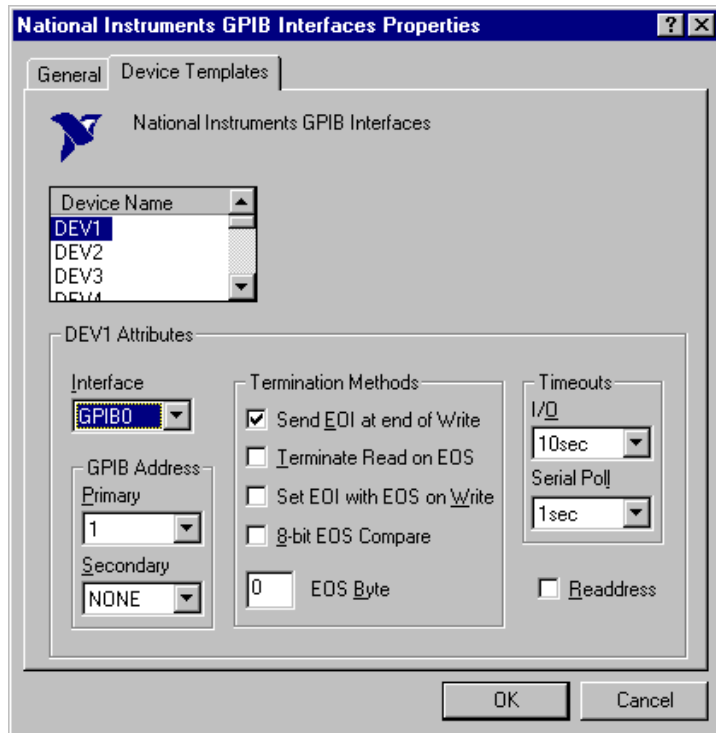 National Instruments GPIB Interfaces Properties
General Device Templates
National Instruments GPIB Interfaces
Device Name
DEV1
DEV2
DEV3
DEV4
DEV1 Attributes
Interface
GPIB0
GPIB Address
Primary
1
Secondary
NONE
Termination Methods
Send EOI at end of Write
Terminate Read on EOS
Set EOI with EOS on Write
8-bit EOS Compare
0 EOS Byte
Timeouts
I/O
10sec
Serial Poll
1sec
Readdress
OK Cancel